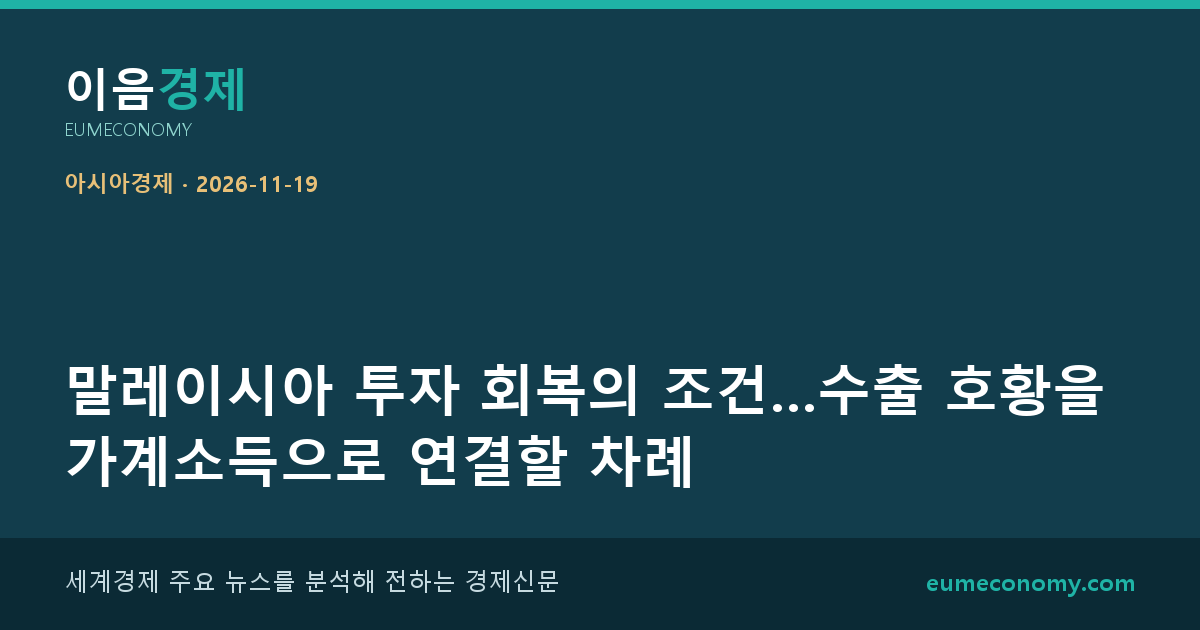 이음경제
EUMECONOMY
아시아경제 · 2026-11-19
말레이시아 투자 회복의 조건...수출 호황을
가계소득으로 연결할 차례
세계경제 주요 뉴스를 분석해 전하는 경제신문
eumeconomy.com